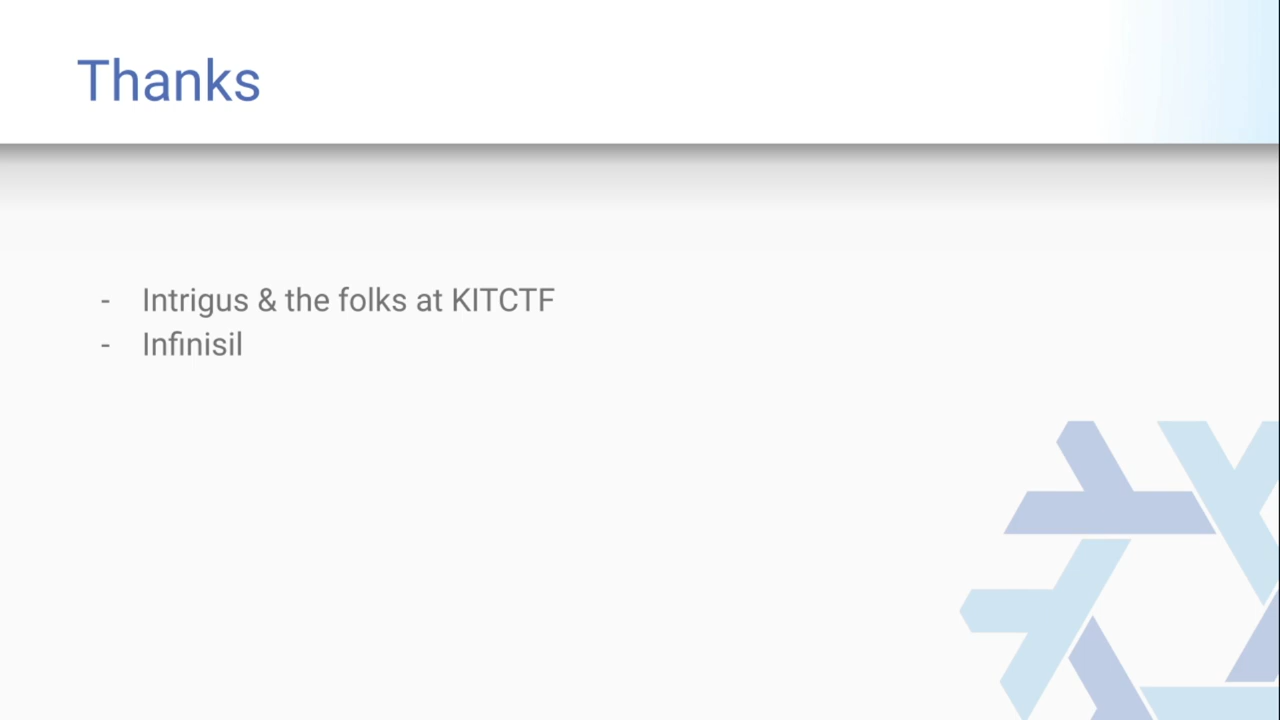 Thanks
- Intrigus & the folks at KITCTF
- Infinisil